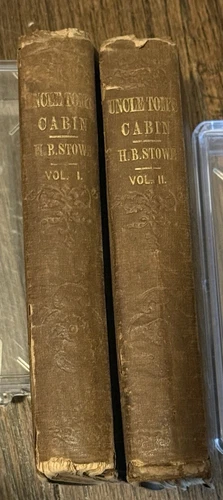 UNCLE TOM'S
CABIN
H.B.STOWE
VOL. I.
UNCLE TOM'S
CABIN
H.B.STOWE
VOL. II.